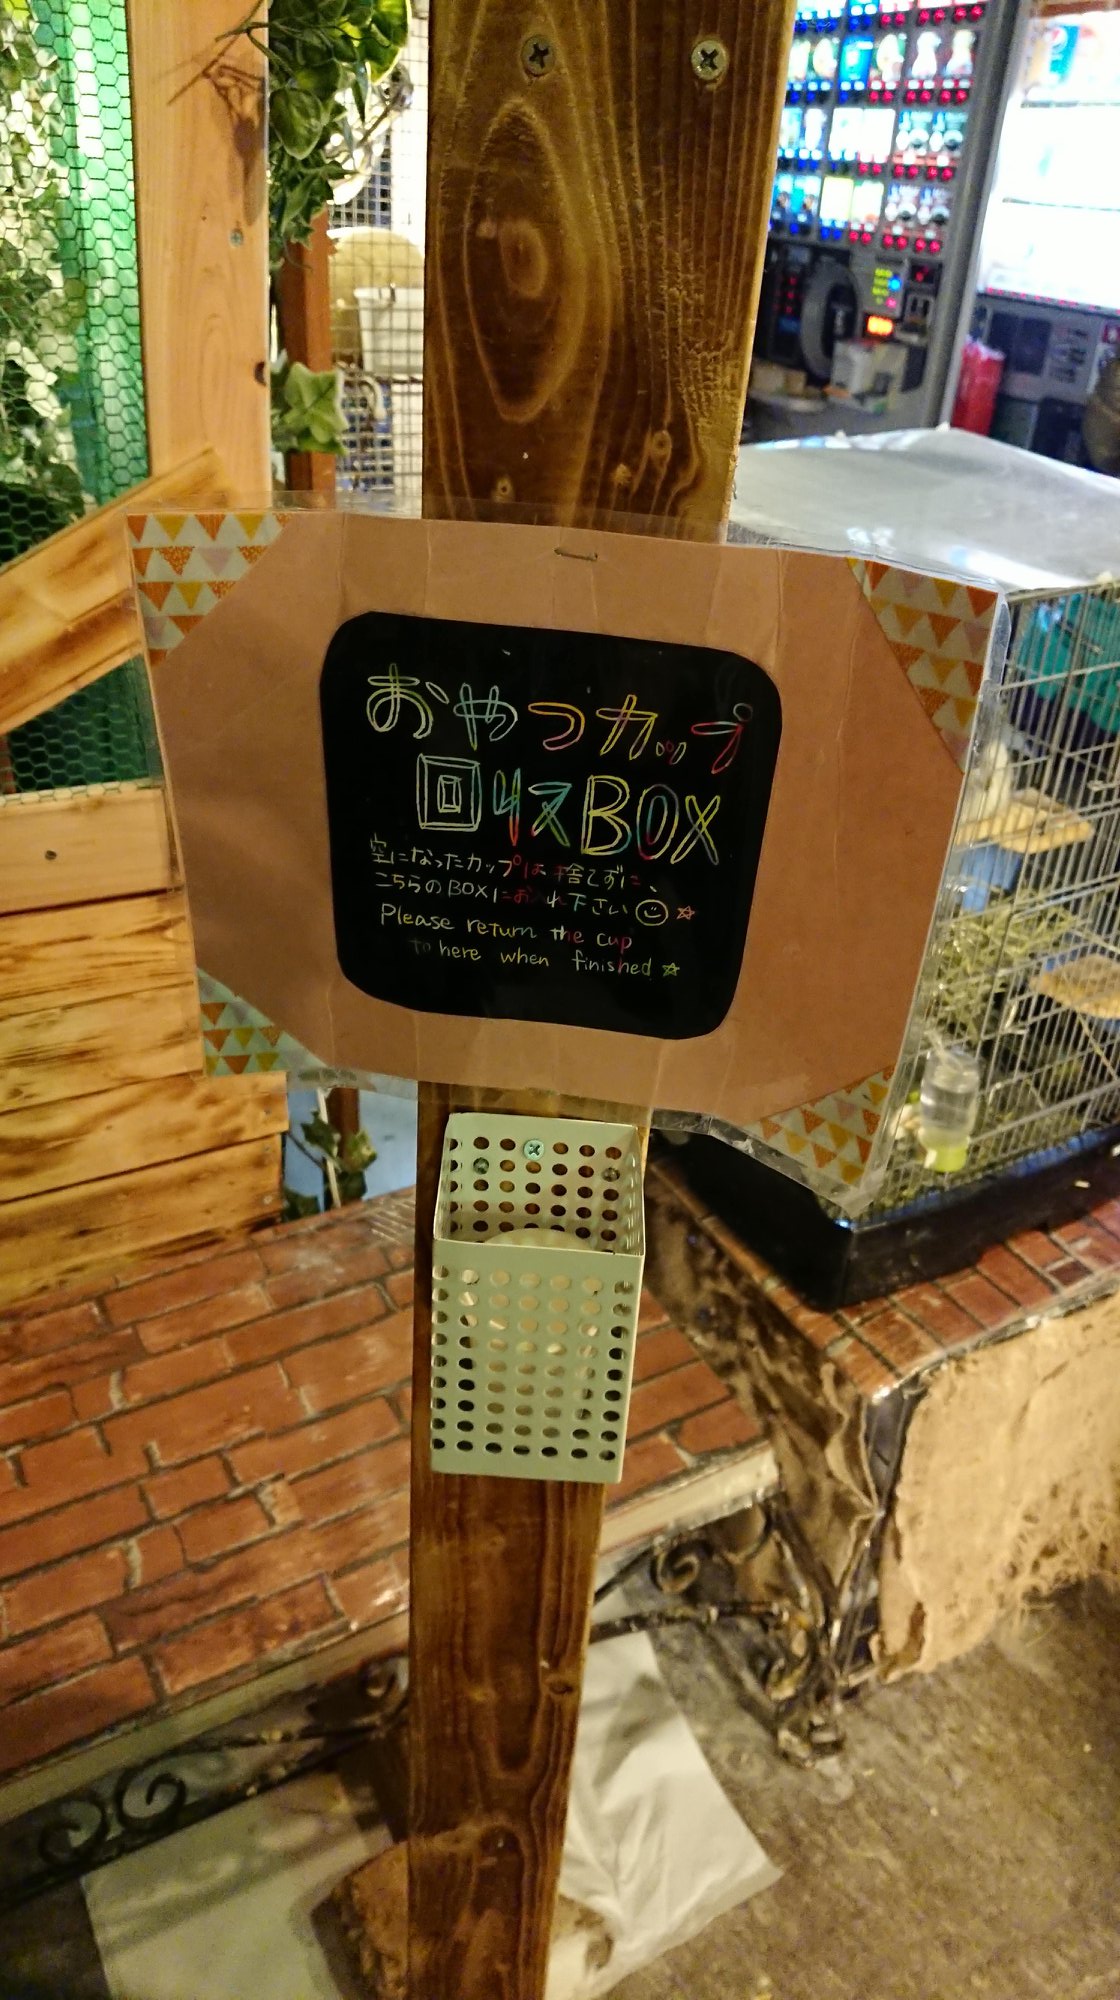 おやつカップ
回収BOX
空になったカップは捨てずに、
こちらのBOXにお入れ下さい☺☆
Please return the cup
to here when finished☆